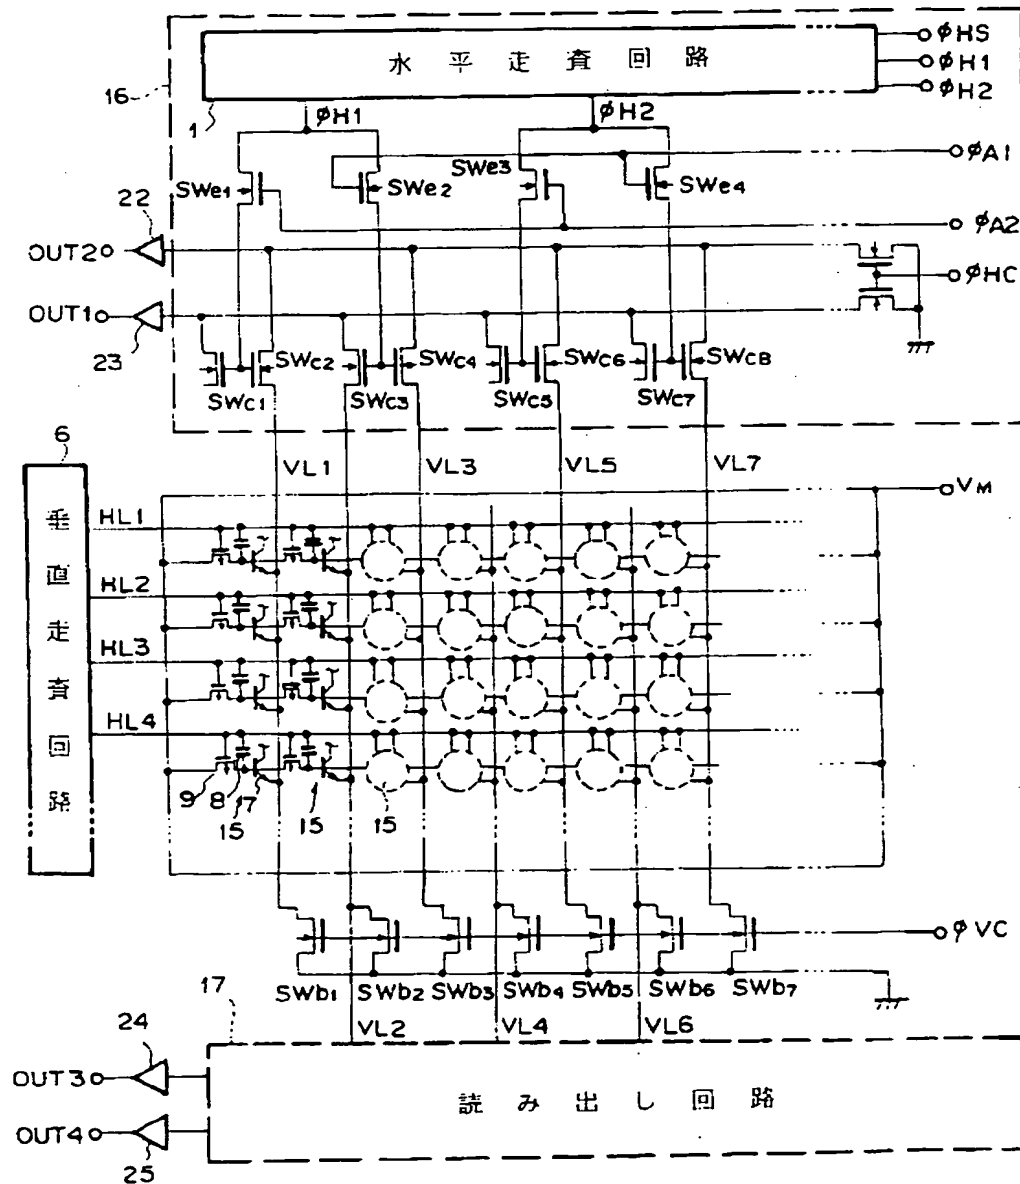 水平走査回路
φHS
φH1
φH2
16
1
φH1
φH2
φA1
SWe1
SWe2
SWe3
SWe4
22
φA2
OUT2
φHC
OUT1
23
SWC1
SWC2
SWC3
SWC4
SWC5
SWC6
SWC7
SWC8
6
VL1
VL3
VL5
VL7
VM
垂直走査回路
HL1
HL2
HL3
HL4
9
8
17
15
15
15
φVC
SWb1
SWb2
SWb3
SWb4
SWb5
SWb6
SWb7
17
VL2
VL4
VL6
24
OUT3
読み出し回路
OUT4
25